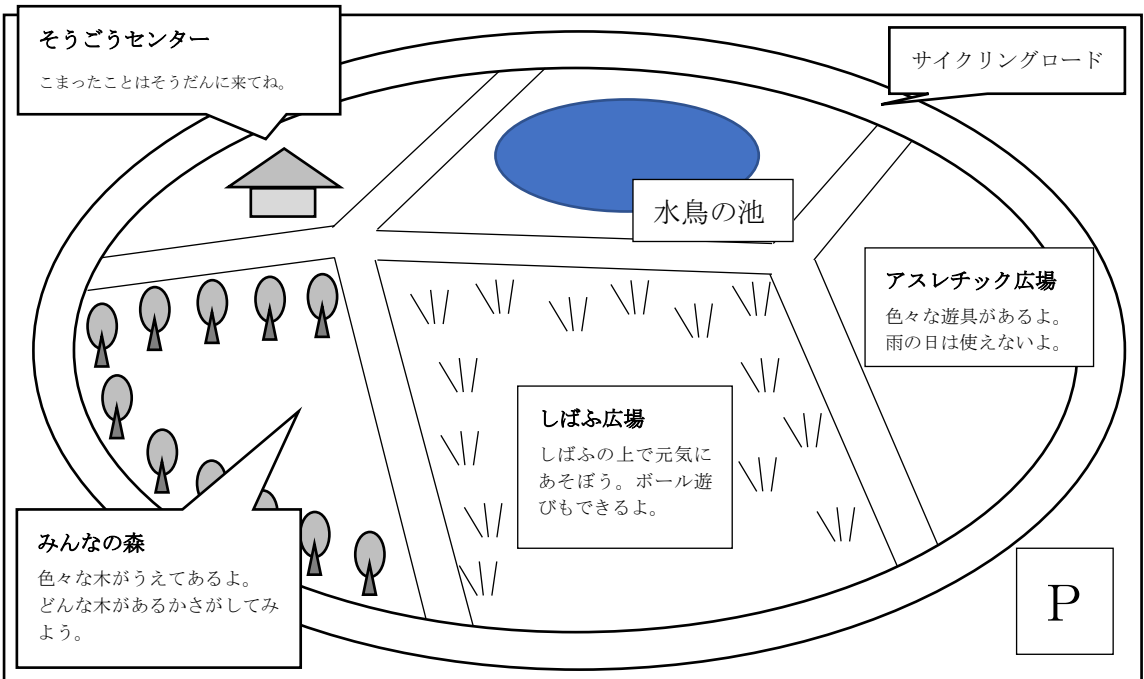 そうごうセンター
こまったことはそうだんに来てね。
サイクリングロード
水鳥の池
アスレチック広場
色々な遊具があるよ。
雨の日は使えないよ。
しばふ広場
しばふの上で元気に
あそぼう。ボール遊
びもできるよ。
みんなの森
色々な木がうえてあるよ。
どんな木があるかさがしてみ
よう。
P